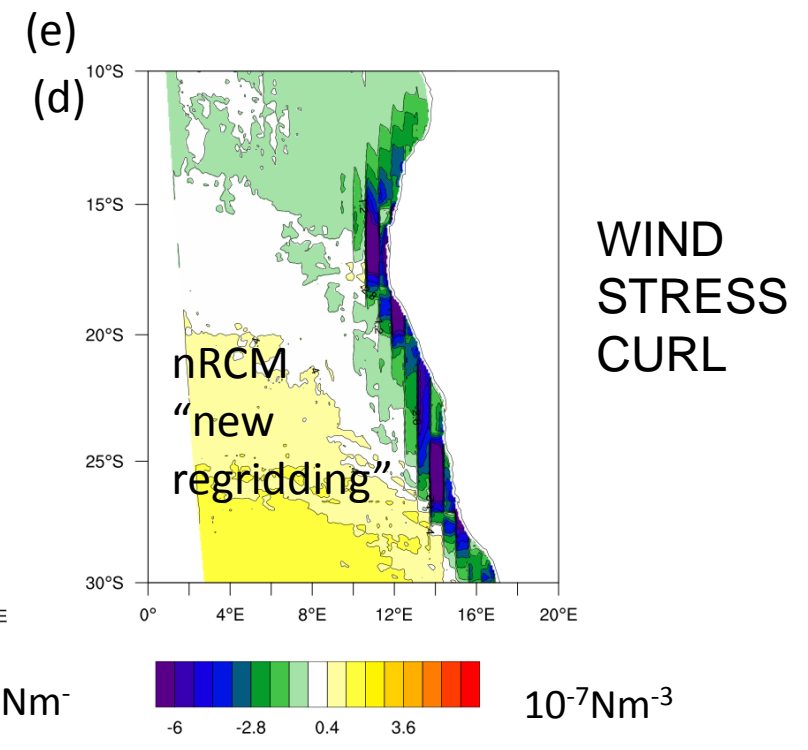 (e)
(d)
10°S
15°S
20°S
25°S
30°S
nRCM
“new
regridding”
WIND
STRESS
CURL
E
0° 4°E 8°E 12°E 16°E 20°E
Nm-
-6 -2.8 0.4 3.6
10-7Nm-3